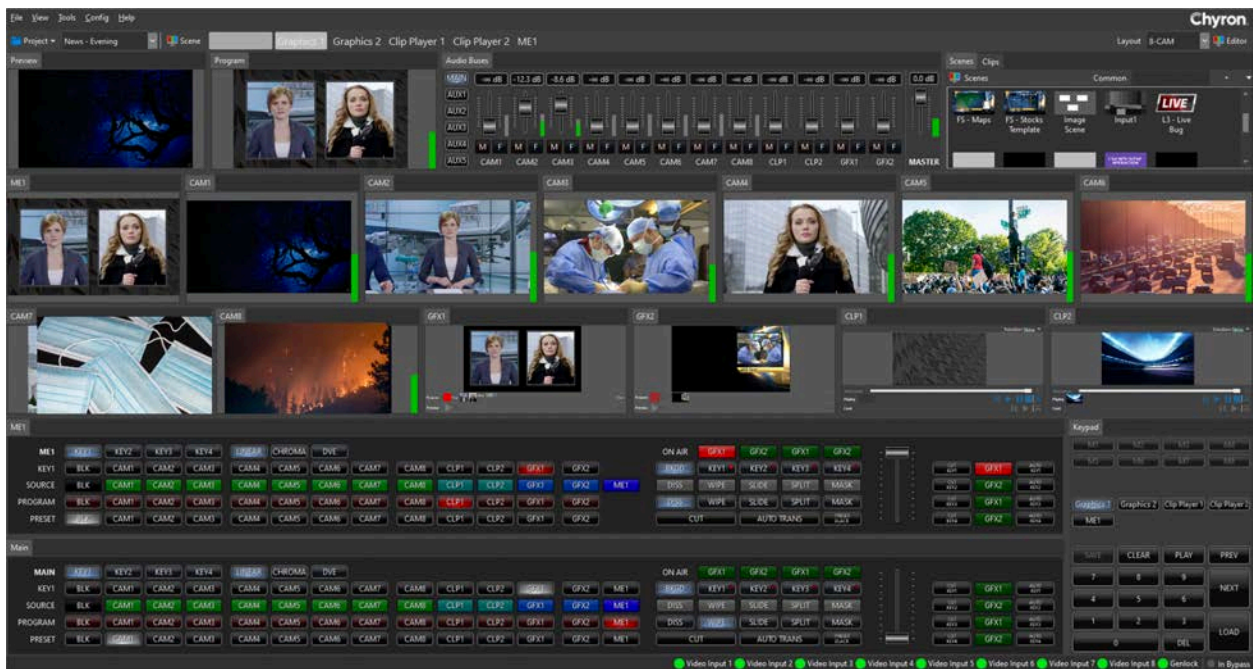 File View Tools Config Help
Chyron
Project News - Evening Scene Graphics 1 Graphics 2 Clip Player 1 Clip Player 2 ME1 Layout 8-CAM Editor
Preview Program Audio Buses Scenes Clips
MAIN -∞ dB -12.3 dB -8.6 dB -∞ dB -∞ dB -∞ dB -∞ dB -∞ dB -∞ dB -∞ dB -∞ dB -∞ dB 0.0 dB
Scenes Common
AUX1
AUX2
AUX3
AUX4
AUX5
FS - Maps FS - Stocks Template Image Scene Input1 L3 - Live Bug
LIVE
M F M F M F M F M F M F M F M F M F M F M F M F
CAM1 CAM2 CAM3 CAM4 CAM5 CAM6 CAM7 CAM8 CLP1 CLP2 GFX1 GFX2 MASTER
ME1 CAM1 CAM2 CAM3 CAM4 CAM5 CAM6
CAM7 CAM8 GFX1 GFX2 CLP1 CLP2
ME1 Keypad
ME1 KEY1 KEY2 KEY3 KEY4 LINEAR CHROMA DVE ON AIR GFX1 GFX2 GFX1 GFX2
KEY1 BLK CAM1 CAM2 CAM3 CAM4 CAM5 CAM6 CAM7 CAM8 CLP1 CLP2 GFX1 GFX2 BKGD KEY1 KEY2 KEY3 KEY4 GFX1
SOURCE BLK CAM1 CAM2 CAM3 CAM4 CAM5 CAM6 CAM7 CAM8 CLP1 CLP2 GFX1 GFX2 ME1 DISS WIPE SLIDE SPLIT MASK GFX2
PROGRAM BLK CAM1 CAM2 CAM3 CAM4 CAM5 CAM6 CAM7 CAM8 CLP1 CLP2 GFX1 GFX2 DISS WIPE SLIDE SPLIT MASK GFX1
PRESET CAM1 CAM2 CAM3 CAM4 CAM5 CAM6 CAM7 CAM8 CLP1 CLP2 GFX1 GFX2 CUT AUTO TRANS GFX2
Graphics 1 Graphics 2 Clip Player 1 Clip Player 2
ME1
Main
MAIN KEY1 KEY2 KEY3 KEY4 LINEAR CHROMA DVE ON AIR GFX1 GFX2 GFX1 GFX2
KEY1 BLK CAM1 CAM2 CAM3 CAM4 CAM5 CAM6 CAM7 CAM8 CLP1 CLP2 GFX1 GFX2 ME1 BKGD KEY1 KEY2 KEY3 KEY4 GFX1
SOURCE BLK CAM1 CAM2 CAM3 CAM4 CAM5 CAM6 CAM7 CAM8 CLP1 CLP2 GFX1 GFX2 ME1 DISS WIPE SLIDE SPLIT MASK GFX2
PROGRAM BLK CAM1 CAM2 CAM3 CAM4 CAM5 CAM6 CAM7 CAM8 CLP1 CLP2 GFX1 GFX2 ME1 DISS WIPE SLIDE SPLIT MASK GFX1
PRESET BLK CAM1 CAM2 CAM3 CAM4 CAM5 CAM6 CAM7 CAM8 CLP1 CLP2 GFX1 GFX2 ME1 CUT AUTO TRANS GFX2
SAVE CLEAR PLAY PREV
7 8 9 NEXT
4 5 6
1 2 3 LOAD
0 DEL
Video Input 1 Video Input 2 Video Input 3 Video Input 4 Video Input 5 Video Input 6 Video Input 7 Video Input 8 Genlock In Bypass